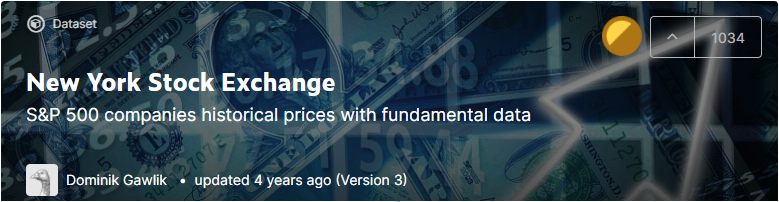 Dataset
1034
New York Stock Exchange
S&P 500 companies historical prices with fundamental data
Dominik Gawlik • updated 4 years ago (Version 3)